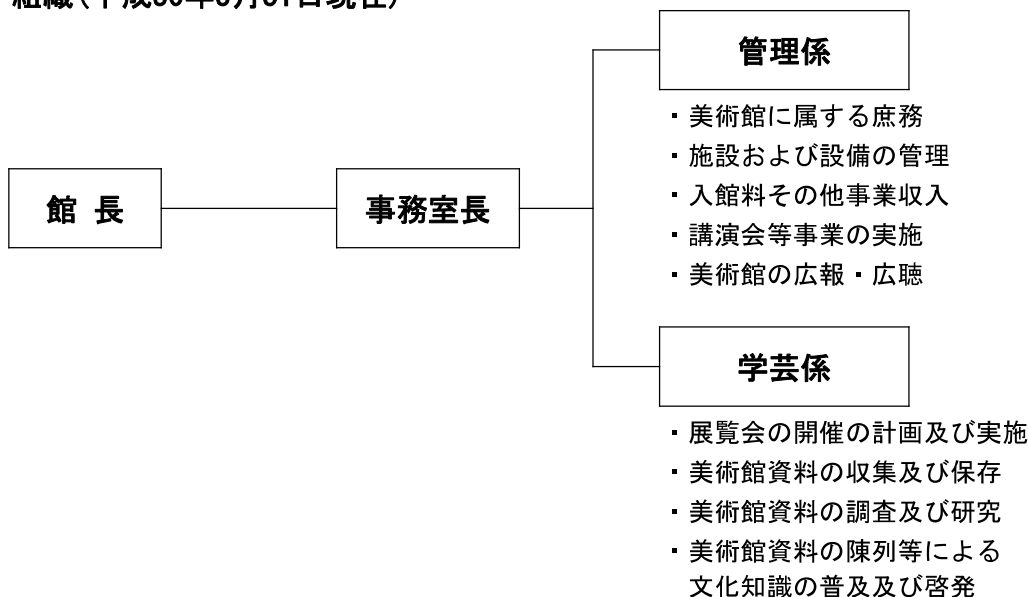 管理係
・美術館に属する庶務
・施設および設備の管理
・入館料その他事業収入
・講演会等事業の実施
・美術館の広報・広聴
館 長
事務室長
学芸係
・展覧会の開催の計画及び実施
・美術館資料の収集及び保存
・美術館資料の調査及び研究
・美術館資料の陳列等による
文化知識の普及及び啓発